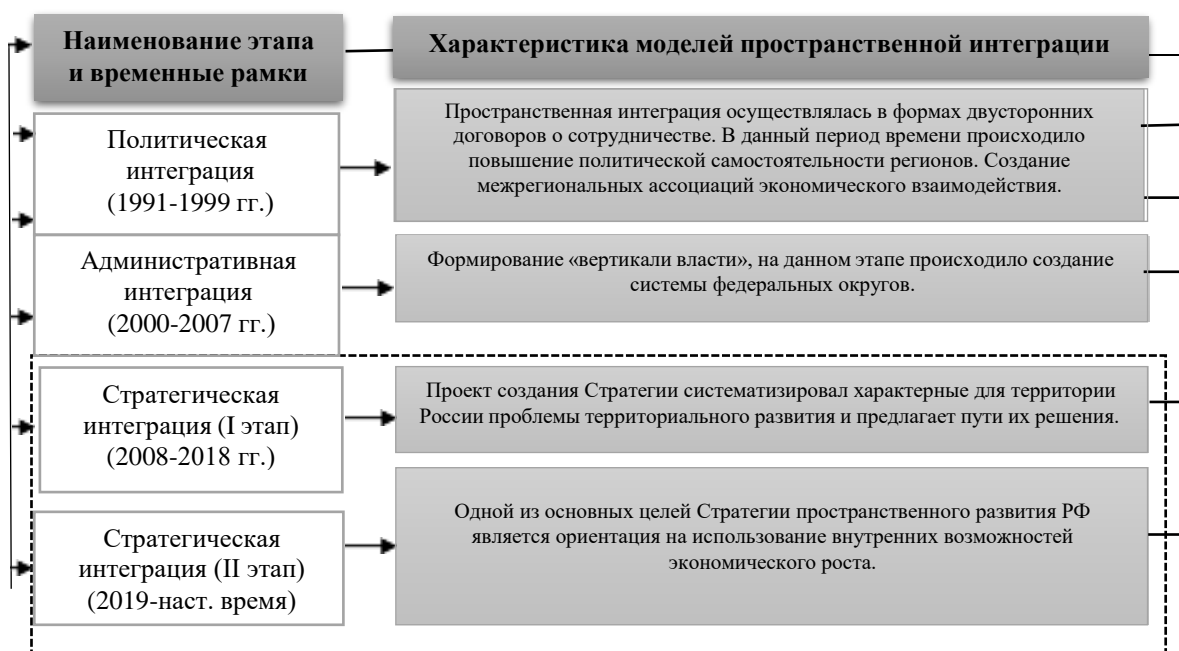 Наименование этапа
и временные рамки
Характеристика моделей пространственной интеграции
Политическая
интеграция
(1991-1999 гг.)
Пространственная интеграция осуществлялась в формах двусторонних
договоров о сотрудничестве. В данный период времени происходило
повышение политической самостоятельности регионов. Создание
межрегиональных ассоциаций экономического взаимодействия.
Административная
интеграция
(2000-2007 гг.)
Формирование «вертикали власти», на данном этапе происходило создание
системы федеральных округов.
Стратегическая
интеграция (I этап)
(2008-2018 гг.)
Проект создания Стратегии систематизировал характерные для территории
России проблемы территориального развития и предлагает пути их решения.
Стратегическая
интеграция (II этап)
(2019-наст. время)
Одной из основных целей Стратегии пространственного развития РФ
является ориентация на использование внутренних возможностей
экономического роста.